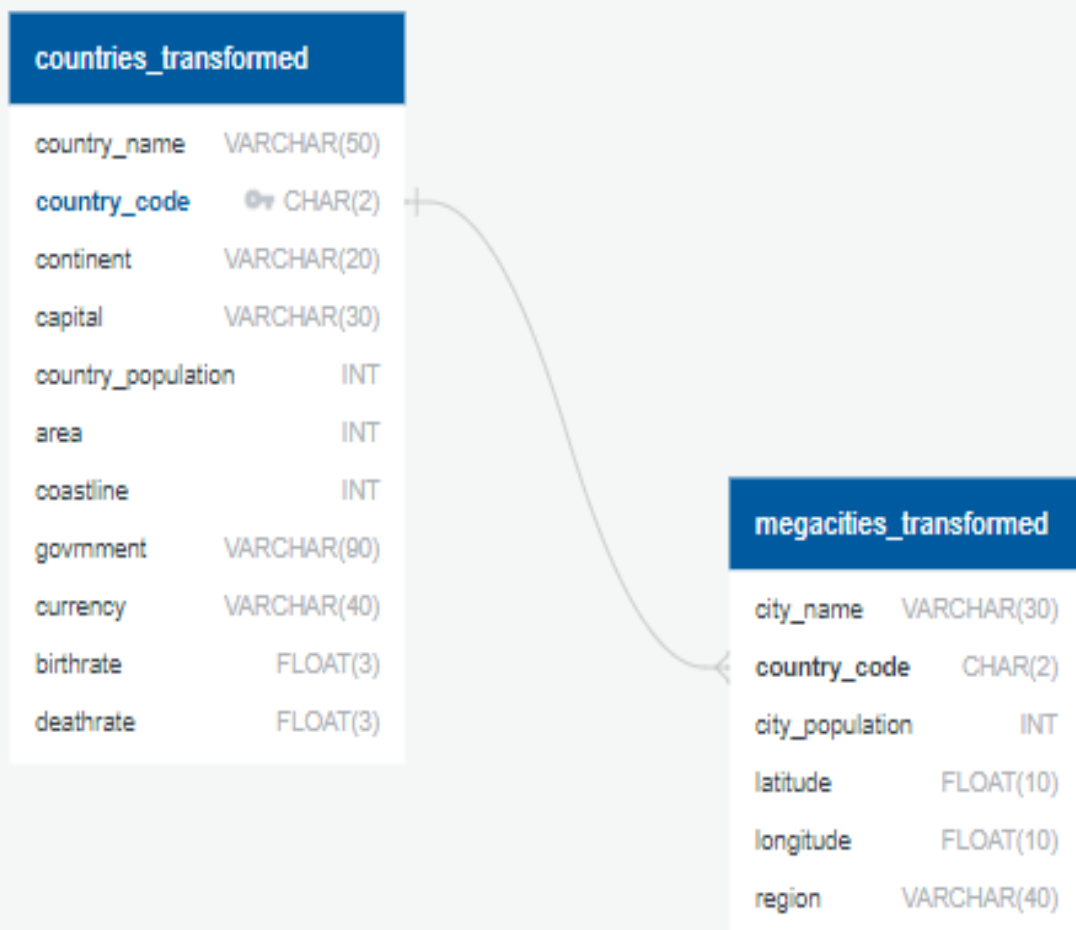 countries_transformed
country_name VARCHAR(50)
country_code CHAR(2)
continent VARCHAR(20)
capital VARCHAR(30)
country_population INT
area INT
coastline INT
govrnment VARCHAR(90)
currency VARCHAR(40)
birthrate FLOAT(3)
deathrate FLOAT(3)
megacities_transformed
city_name VARCHAR(30)
country_code CHAR(2)
city_population INT
latitude FLOAT(10)
longitude FLOAT(10)
region VARCHAR(40)